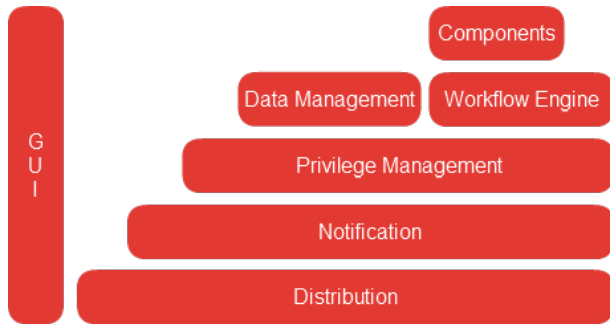 G
U
I
Components
Data Management
Workflow Engine
Privilege Management
Notification
Distribution